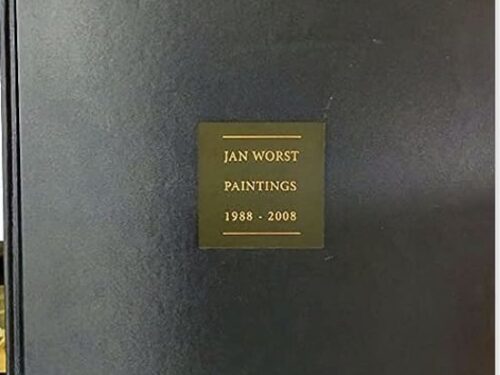 JAN WORST
PAINTINGS
1988 - 2008